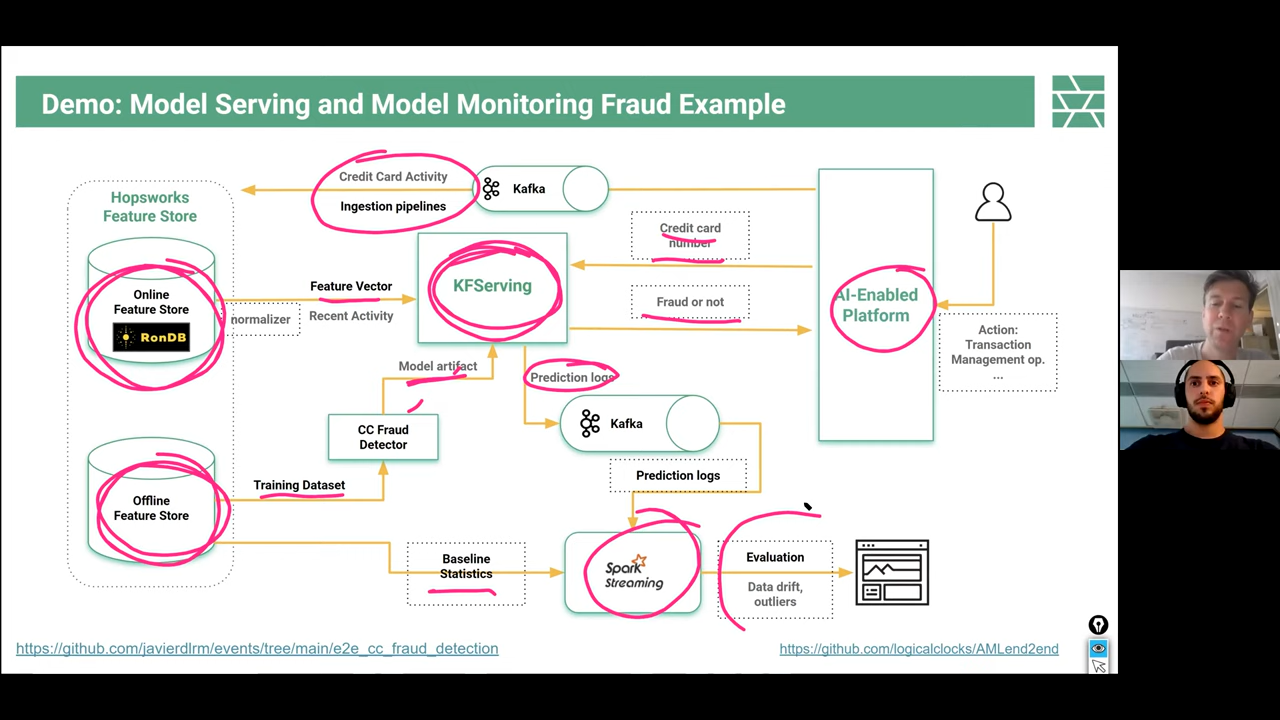 Demo: Model Serving and Model Monitoring Fraud Example
Hopsworks
Feature Store
Credit Card Activity
Ingestion pipelines
Kafka
Credit card
number
Fraud or not
AI-Enabled
Platform
Action:
Transaction
Management op.
...
Online
Feature Store
RonDB
normalizer
Feature Vector
Recent Activity
KFServing
Model artifact
Prediction logs
CC Fraud
Detector
Kafka
Prediction logs
Training Dataset
Offline
Feature Store
Baseline
Statistics
Spark
Streaming
Evaluation
Data drift,
outliers
https://github.com/javierdlrm/events/tree/main/e2e_cc_fraud_detection
https://github.com/logicalclocks/AMLend2end